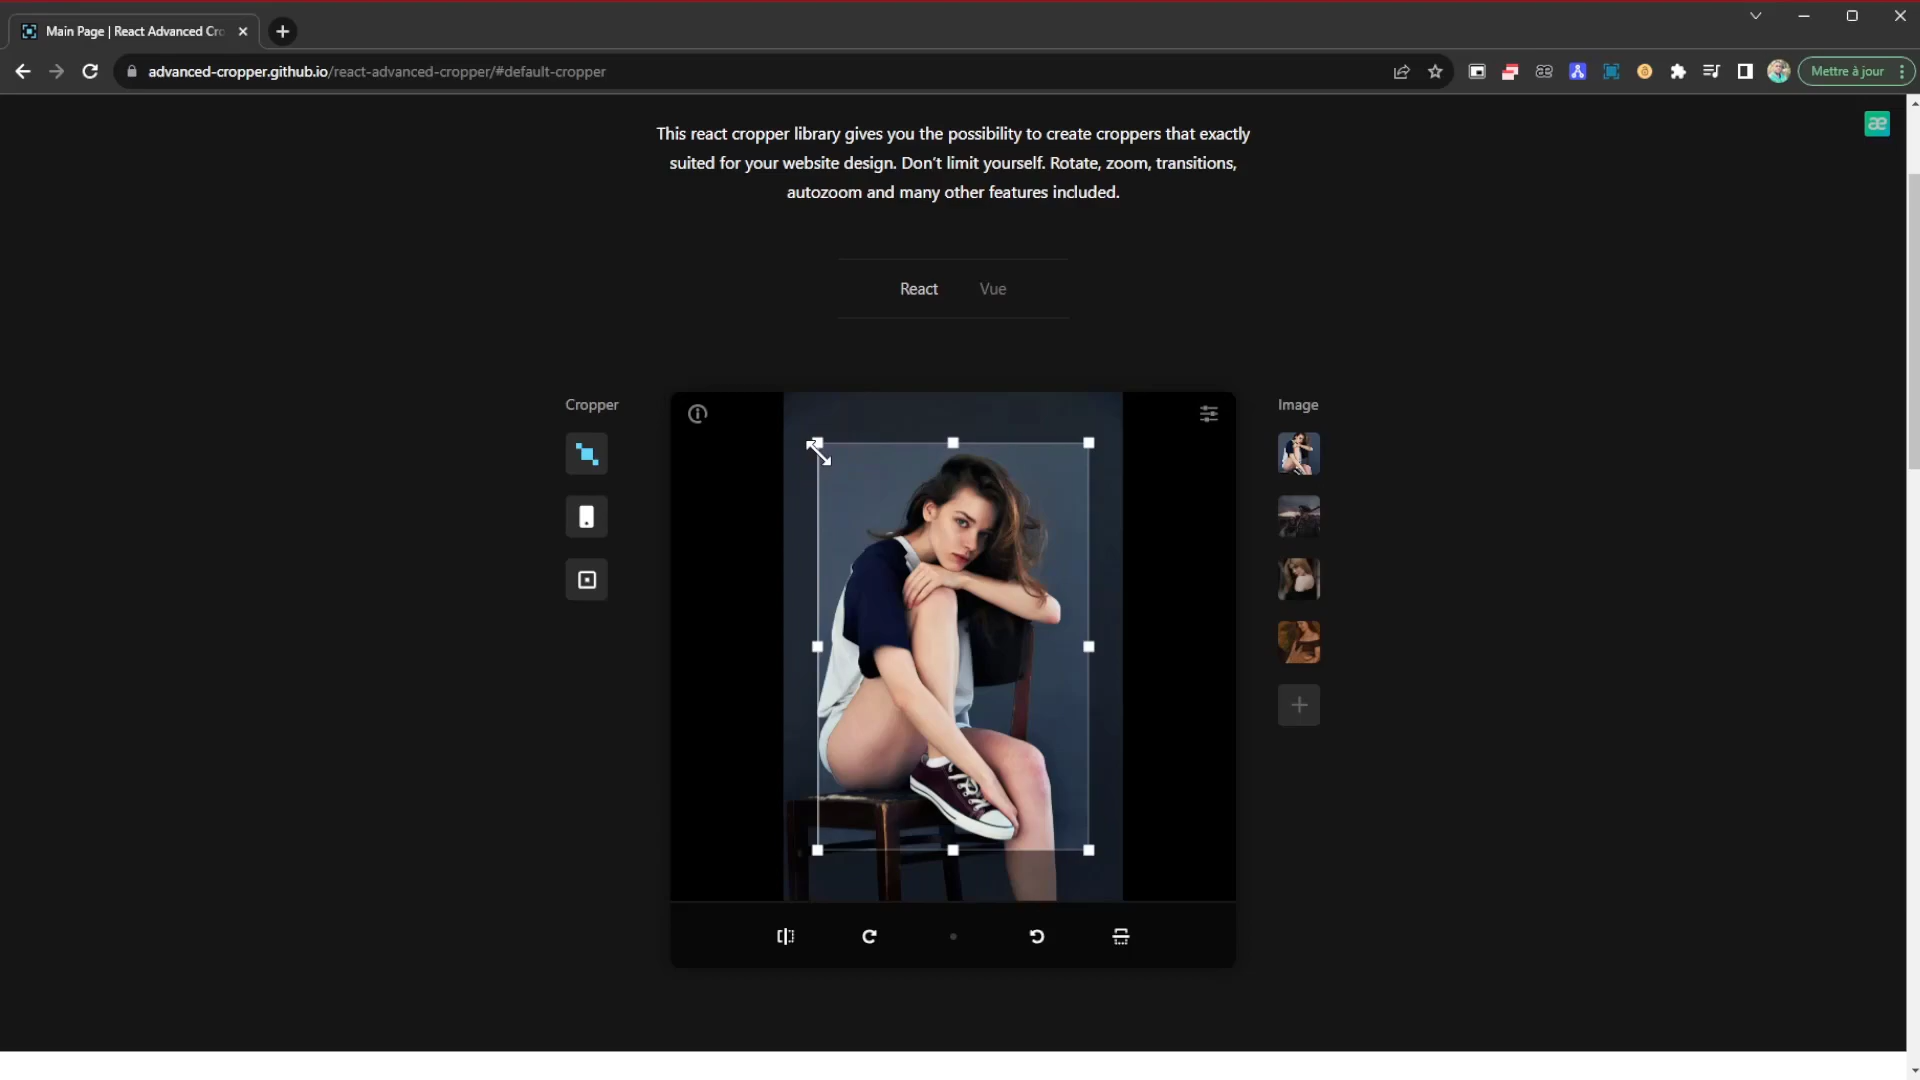 Main Page | React Advanced Cro
advanced-cropper.github.io/react-advanced-cropper/#default-cropper
Mettre à jour
This react cropper library gives you the possibility to create croppers that exactly
suited for your website design. Don’t limit yourself. Rotate, zoom, transitions,
autozoom and many other features included.
React Vue
Cropper
Image